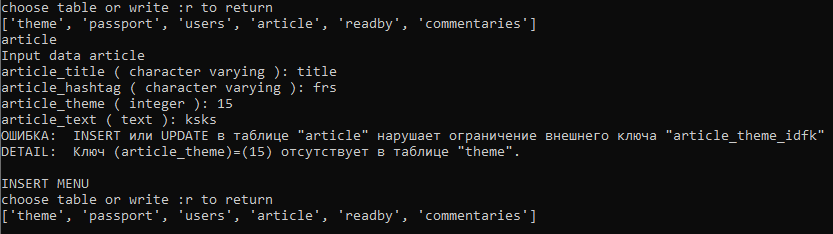 choose table or write :r to return
['theme', 'passport', 'users', 'article', 'readby', 'commentaries']
article
Input data article
article_title ( character varying ): title
article_hashtag ( character varying ): frs
article_theme ( integer ): 15
article_text ( text ): ksks
ОШИБКА:  INSERT или UPDATE в таблице "article" нарушает ограничение внешнего ключа "article_theme_idfk"
DETAIL:  Ключ (article_theme)=(15) отсутствует в таблице "theme".
INSERT MENU
choose table or write :r to return
['theme', 'passport', 'users', 'article', 'readby', 'commentaries']